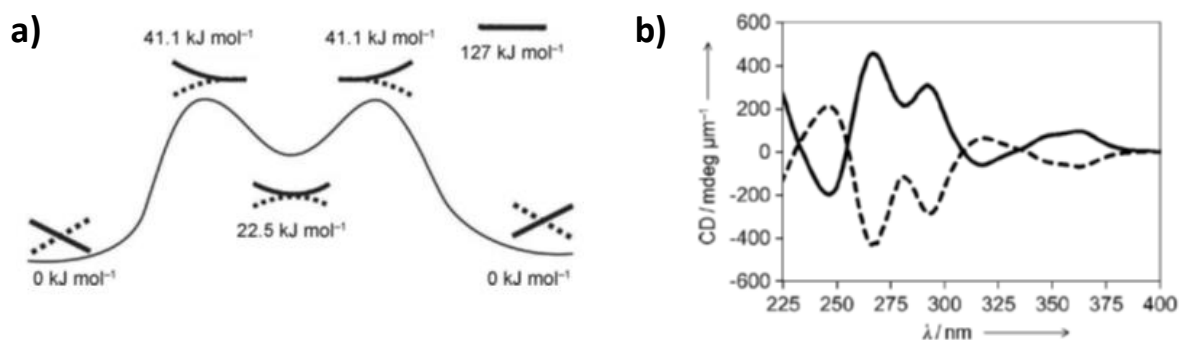 a)
41.1 kJ mol⁻¹
41.1 kJ mol⁻¹
127 kJ mol⁻¹
22.5 kJ mol⁻¹
0 kJ mol⁻¹
0 kJ mol⁻¹
b)
CD / mdeg µm⁻¹
600
400
200
0
-200
-400
-600
225 250 275 300 325 350 375 400
λ / nm